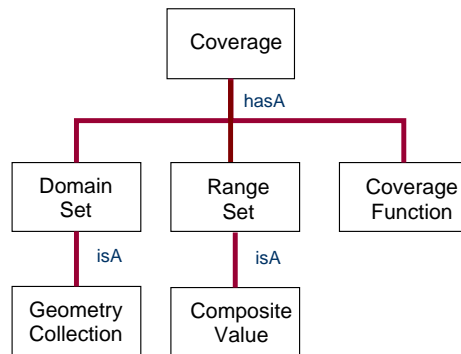 Coverage
hasA
Domain
Set
Range
Set
Coverage
Function
isA
isA
Geometry
Collection
Composite
Value